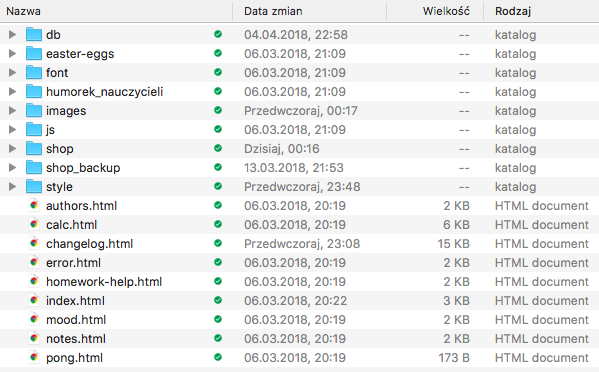 Nazwa Data zmian Wielkość Rodzaj
db 04.04.2018, 22:58 -- katalog
easter-eggs 06.03.2018, 21:09 -- katalog
font 06.03.2018, 21:09 -- katalog
humorek_nauczycieli 06.03.2018, 21:09 -- katalog
images Przedwczoraj, 00:17 -- katalog
js 06.03.2018, 21:09 -- katalog
shop Dzisiaj, 00:16 -- katalog
shop_backup 13.03.2018, 21:53 -- katalog
style Przedwczoraj, 23:48 -- katalog
authors.html 06.03.2018, 20:19 2 KB HTML document
calc.html 06.03.2018, 20:19 6 KB HTML document
changelog.html Przedwczoraj, 23:08 15 KB HTML document
error.html 06.03.2018, 20:19 2 KB HTML document
homework-help.html 06.03.2018, 20:19 2 KB HTML document
index.html 06.03.2018, 20:22 3 KB HTML document
mood.html 06.03.2018, 20:19 2 KB HTML document
notes.html 06.03.2018, 20:19 2 KB HTML document
pong.html 06.03.2018, 20:19 173 B HTML document